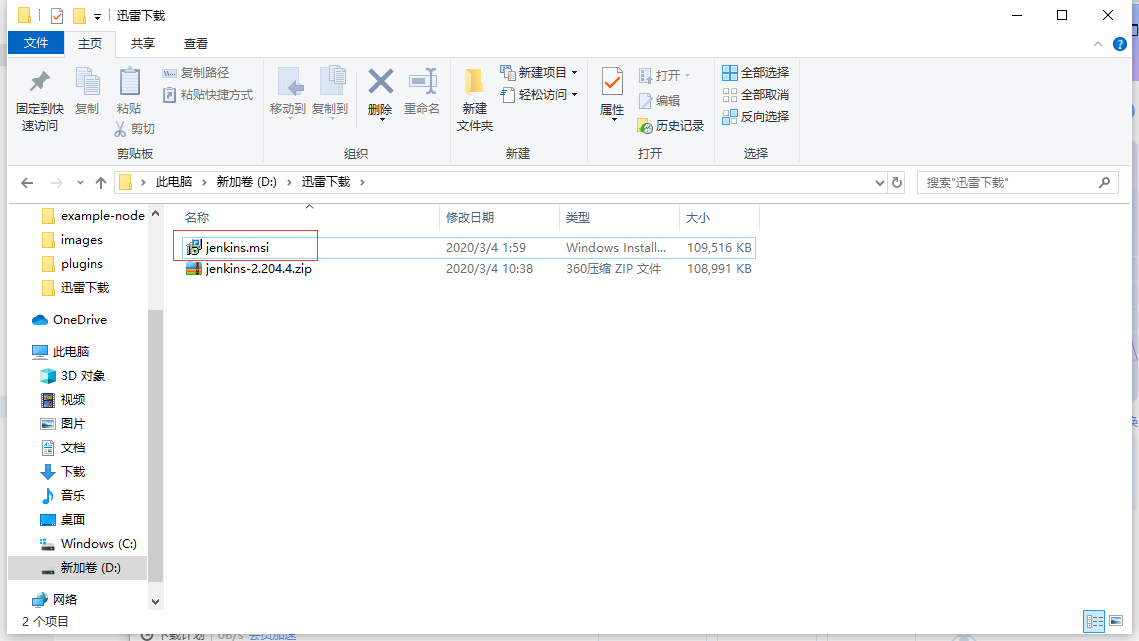 迅雷下载
文件 主页 共享 查看
固定到快速访问
复制
粘贴
复制路径
粘贴快捷方式
剪切
剪贴板
移动到
复制到
删除
重命名
组织
新建文件夹
新建项目
轻松访问
新建
属性
打开
编辑
历史记录
打开
全部选择
全部取消
反向选择
选择
此电脑 新加卷 (D:) 迅雷下载
搜索"迅雷下载"
example-node
images
plugins
迅雷下载
OneDrive
此电脑
3D 对象
视频
图片
文档
下载
音乐
桌面
Windows (C:)
新加卷 (D:)
网络
名称 修改日期 类型 大小
jenkins.msi 2020/3/4 1:59 Windows Install... 109,516 KB
jenkins-2.204.4.zip 2020/3/4 10:38 360压缩 ZIP 文件 108,991 KB
2 个项目
下载计划 0B/s 会员加速